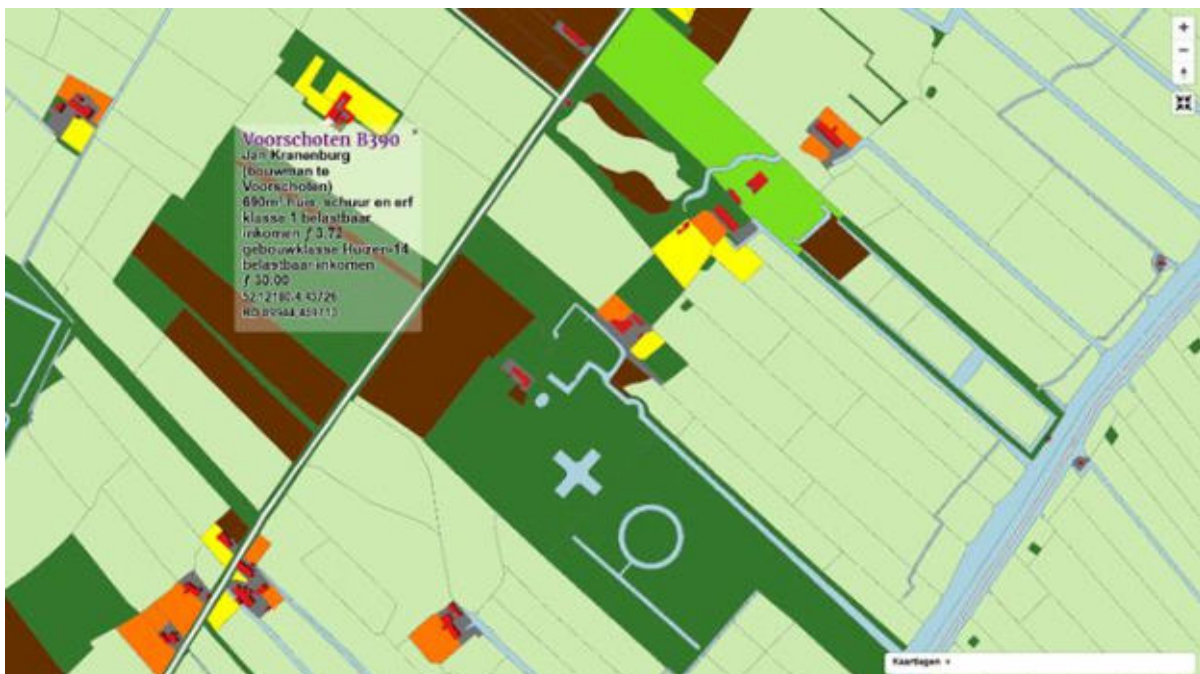 Voorschoten B390
Jan Kranenburg
(bouwman te
Voorschoten)
690m² huis, schuur en erf
klasse 1 belastbaar
inkomen ƒ 3,72
gebouwklasse Huizen-14
belastbaar inkomen
ƒ 30,00
Kaartlagen